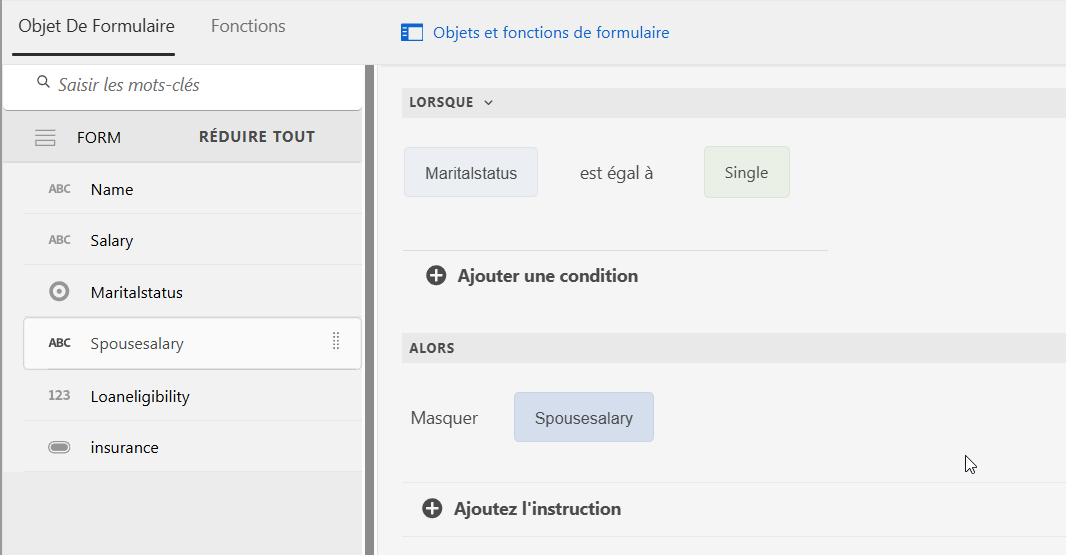 Objet De Formulaire
Fonctions
Objets et fonctions de formulaire
Saisir les mots-clés
FORM
RÉDUIRE TOUT
ABC Name
ABC Salary
Maritalstatus
ABC Spousesalary
123 Loaneligibility
insurance
LORSQUE
Maritalstatus est égal à Single
Ajouter une condition
ALORS
Masquer Spousesalary
Ajoutez l'instruction